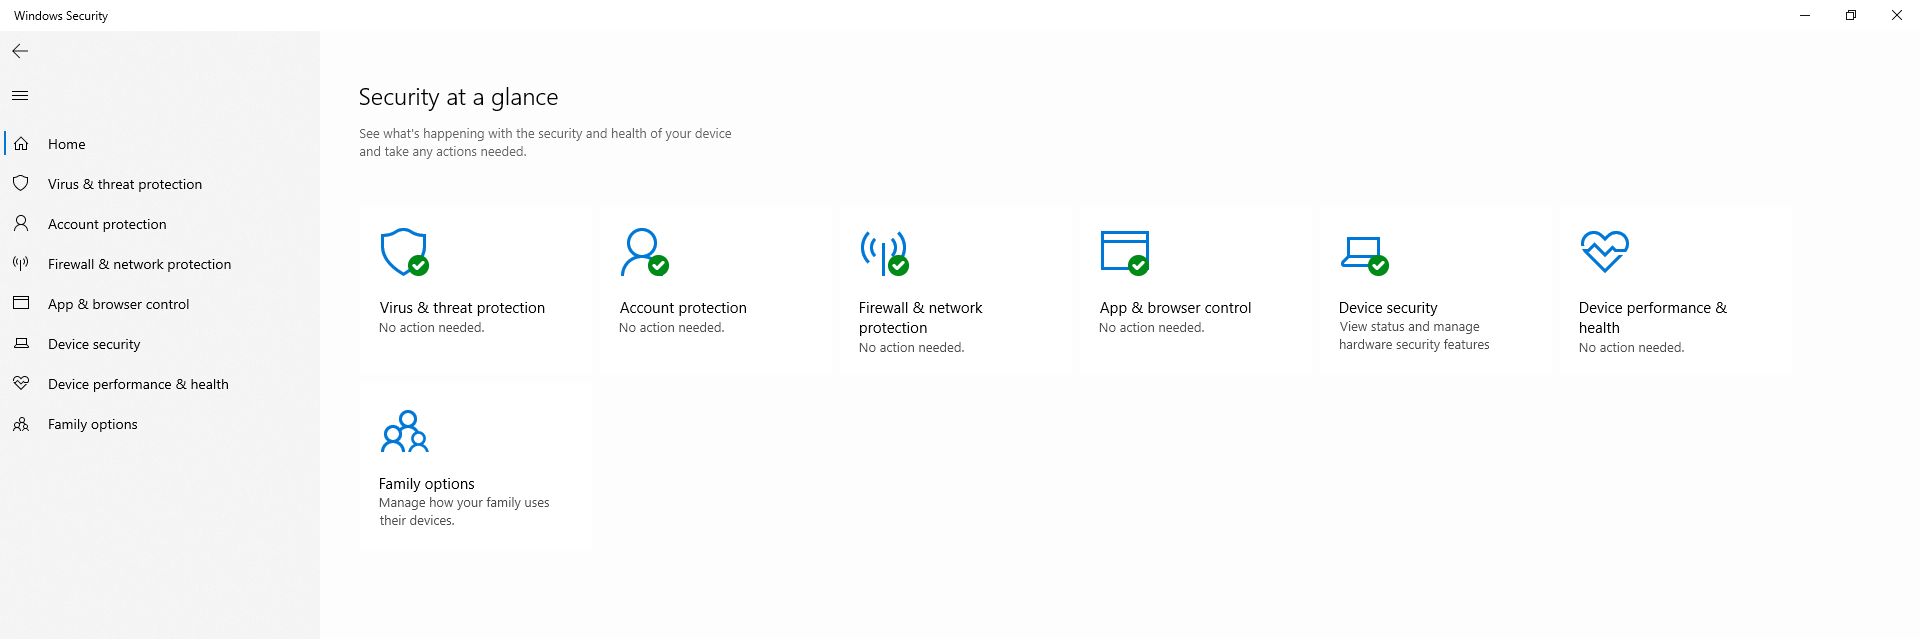 Windows Security
Home
Virus & threat protection
Account protection
Firewall & network protection
App & browser control
Device security
Device performance & health
Family options
Security at a glance
See what's happening with the security and health of your device
and take any actions needed.
Virus & threat protection
No action needed.
Account protection
No action needed.
Firewall & network
protection
No action needed.
App & browser control
No action needed.
Device security
View status and manage
hardware security features
Device performance &
health
No action needed.
Family options
Manage how your family uses
their devices.